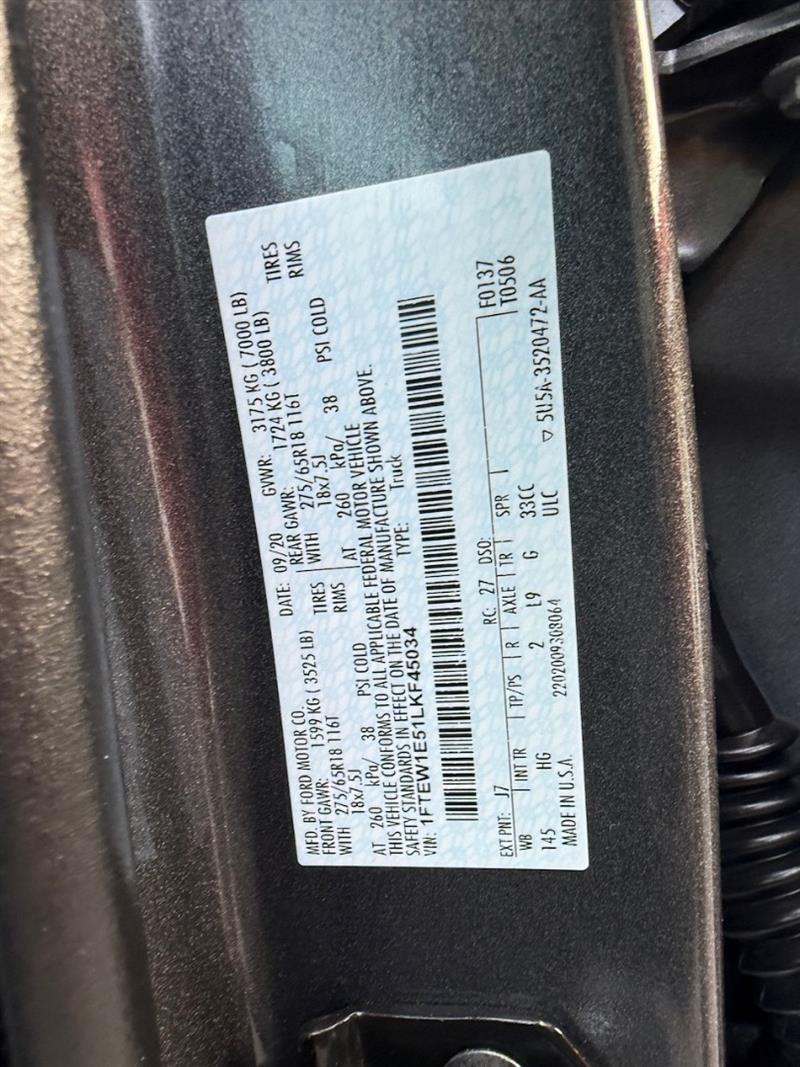 MFD. BY FORD MOTOR CO. DATE: 09/20 GVWR: 3175 KG ( 7000 LB)
FRONT GAWR: 1599 KG ( 3525 LB) REAR GAWR: 1724 KG ( 3800 LB)
WITH 275/65R18 116T TIRES WITH 275/65R18 116T TIRES
18x7.5J RIMS 18x7.5J RIMS
AT 260 kPa/ 38 PSI COLD AT 260 kPa/ 38 PSI COLD
THIS VEHICLE CONFORMS TO ALL APPLICABLE FEDERAL MOTOR VEHICLE
SAFETY STANDARDS IN EFFECT ON THE DATE OF MANUFACTURE SHOWN ABOVE.
VIN: 1FTEW1E51LKF45034 TYPE: Truck
F0137
EXT PNT: J7 RC: 27 DSO: T0506
WB INT TR TP/PS R AXLE TR SPR
145 HG 2 L9 G 33CC
ULC
MADE IN U.S.A. 2202009308064 ▽ 5U5A-3520472-AA